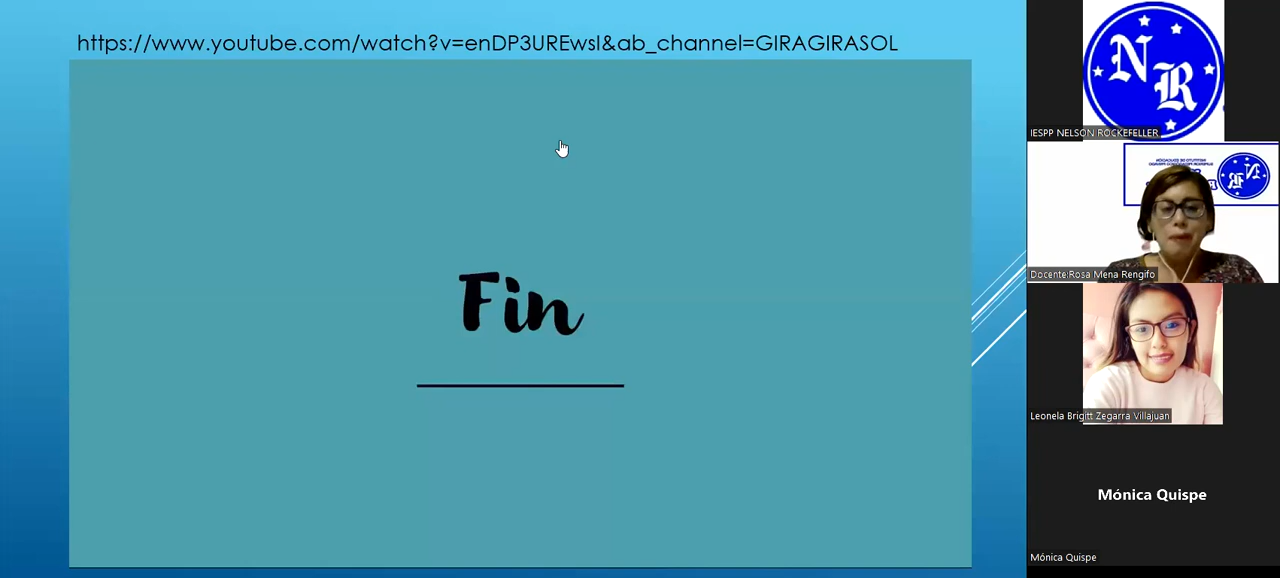 https://www.youtube.com/watch?v=enDP3UREwsI&ab_channel=GIRAGIRASOL
Fin
NR
IESPP NELSON ROCKEFELLER
NR
Docente:Rosa Mena Rengifo
Leonela Brigitt Zegarra Villajuan
Mónica Quispe
Mónica Quispe